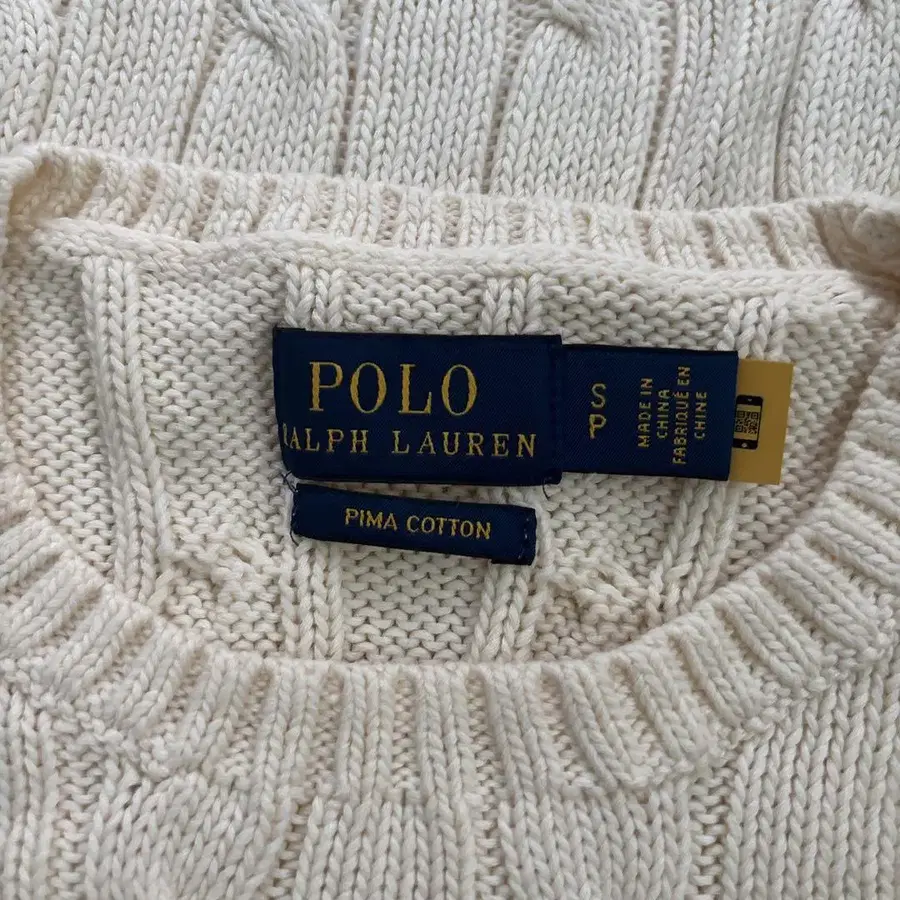 POLO
RALPH LAUREN
PIMA COTTON
S
P
MADE IN
CHINA
FABRIQUÉ EN
CHINE